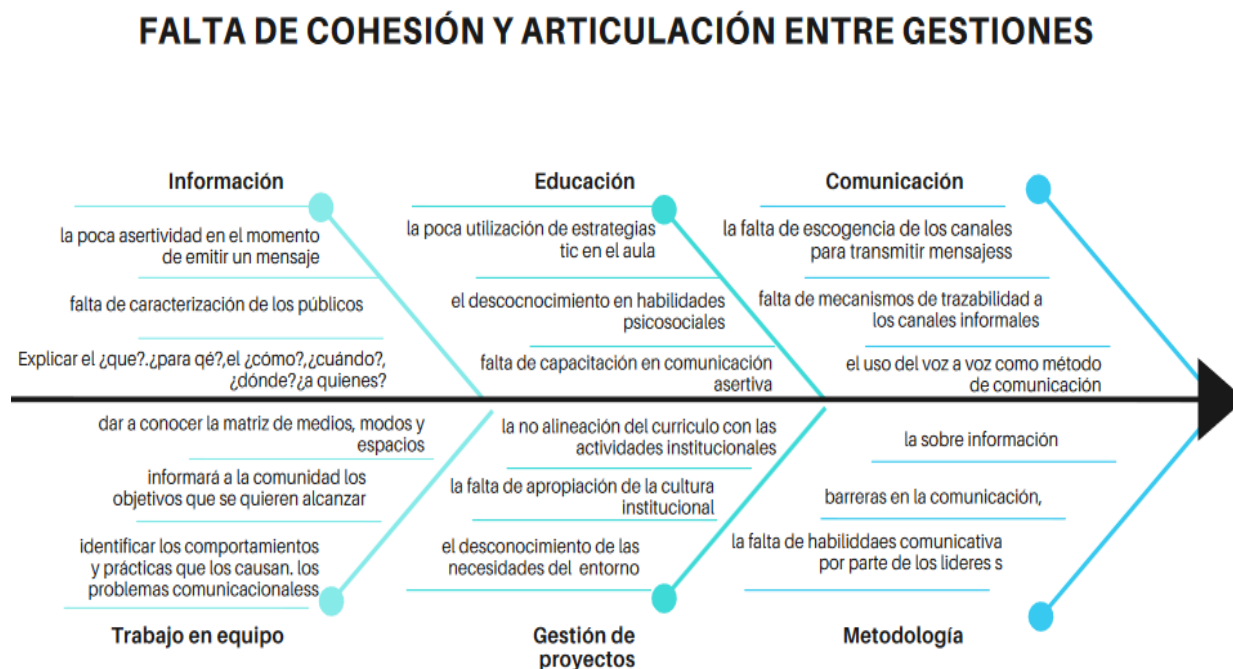 FALTA DE COHESIÓN Y ARTICULACIÓN ENTRE GESTIONES
Información
la poca asertividad en el momento
de emitir un mensaje
falta de caracterización de los públicos
Explicar el ¿que?.¿para qé?,el ¿cómo?,¿cuándo?,
¿dónde?¿a quienes?
Educación
la poca utilización de estrategias
tic en el aula
el descocnocimiento en habilidades
psicosociales
falta de capacitación en comunicación
asertiva
Comunicación
la falta de escogencia de los canales
para transmitir mensajess
falta de mecanismos de trazabilidad a
los canales informales
el uso del voz a voz como método
de comunicación
dar a conocer la matriz de medios, modos y
espacios
informará a la comunidad los
objetivos que se quieren alcanzar
identificar los comportamientos
y prácticas que los causan. los
problemas comunicacionaless
Trabajo en equipo
la no alineación del curriculo con las
actividades institucionales
la falta de apropiación de la cultura
institucional
el desconocimiento de las
necesidades del entorno
Gestión de
proyectos
la sobre información
barreras en la comunicación,
la falta de habiliddaes comunicativa
por parte de los lideres s
Metodología